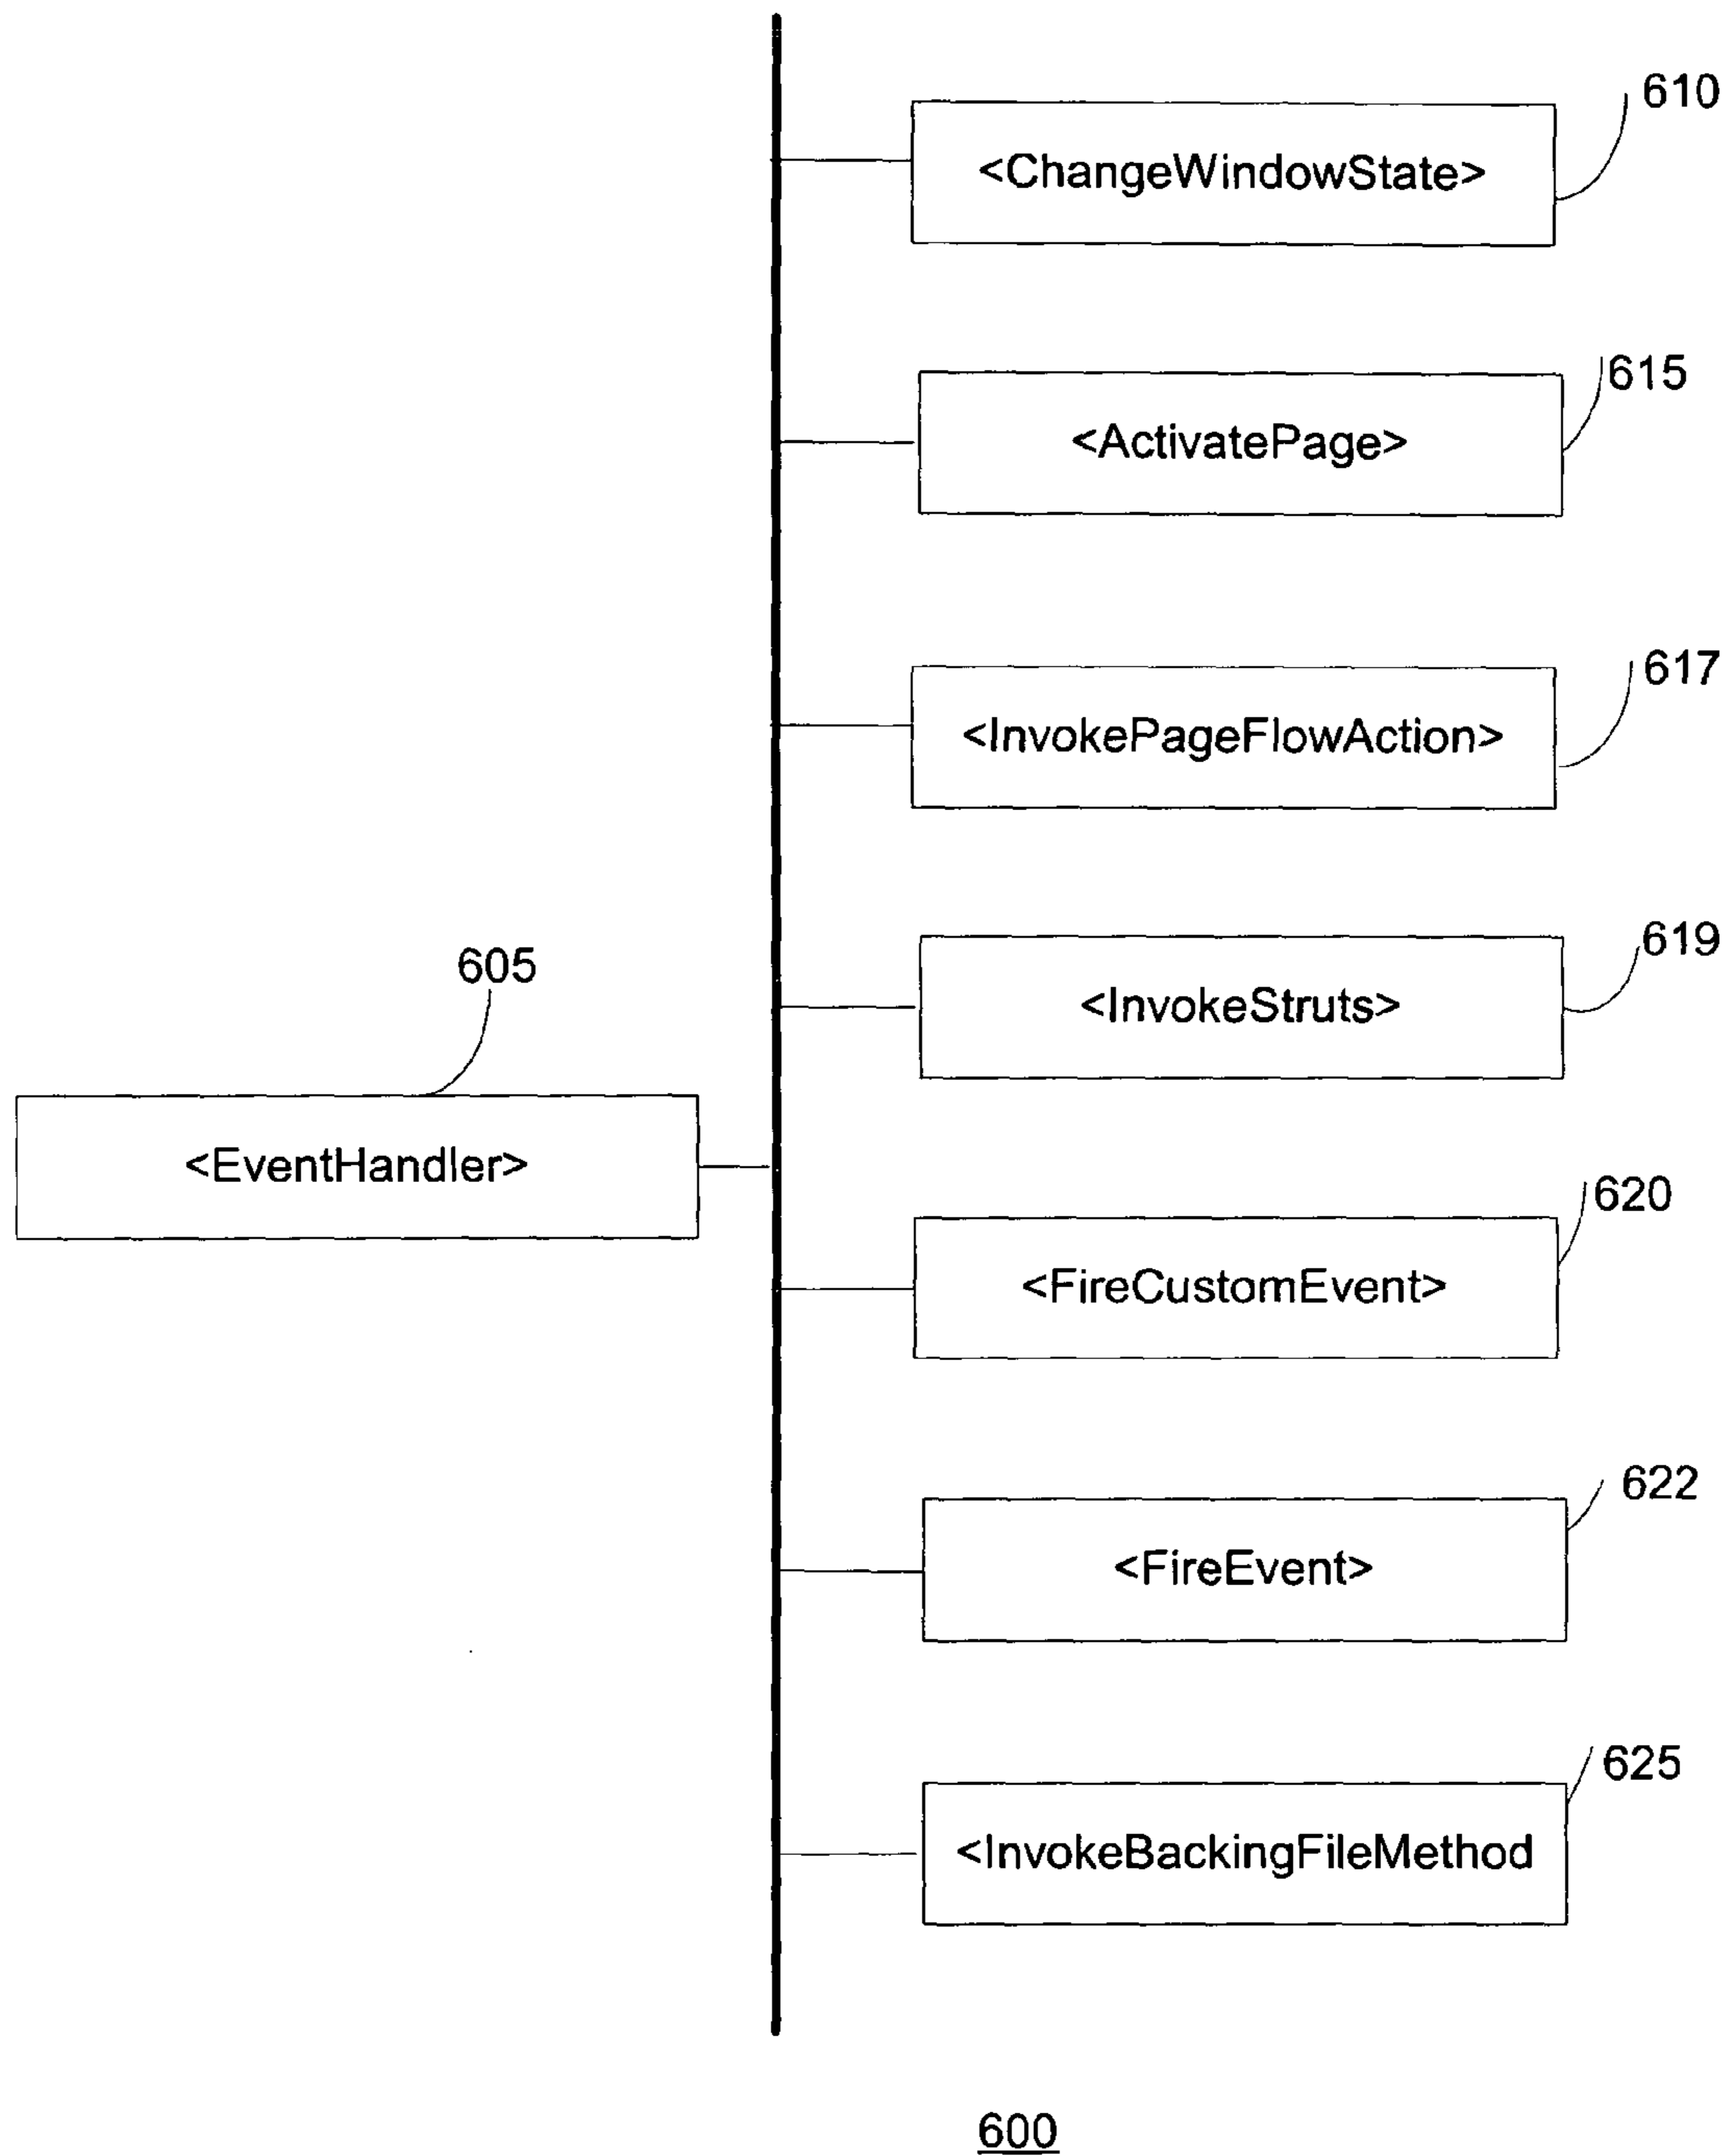 610
<ChangeWindowState>
615
<ActivatePage>
617
<InvokePageFlowAction>
619
<InvokeStruts>
605
<EventHandler>
620
<FireCustomEvent>
622
<FireEvent>
625
<InvokeBackingFileMethod
600